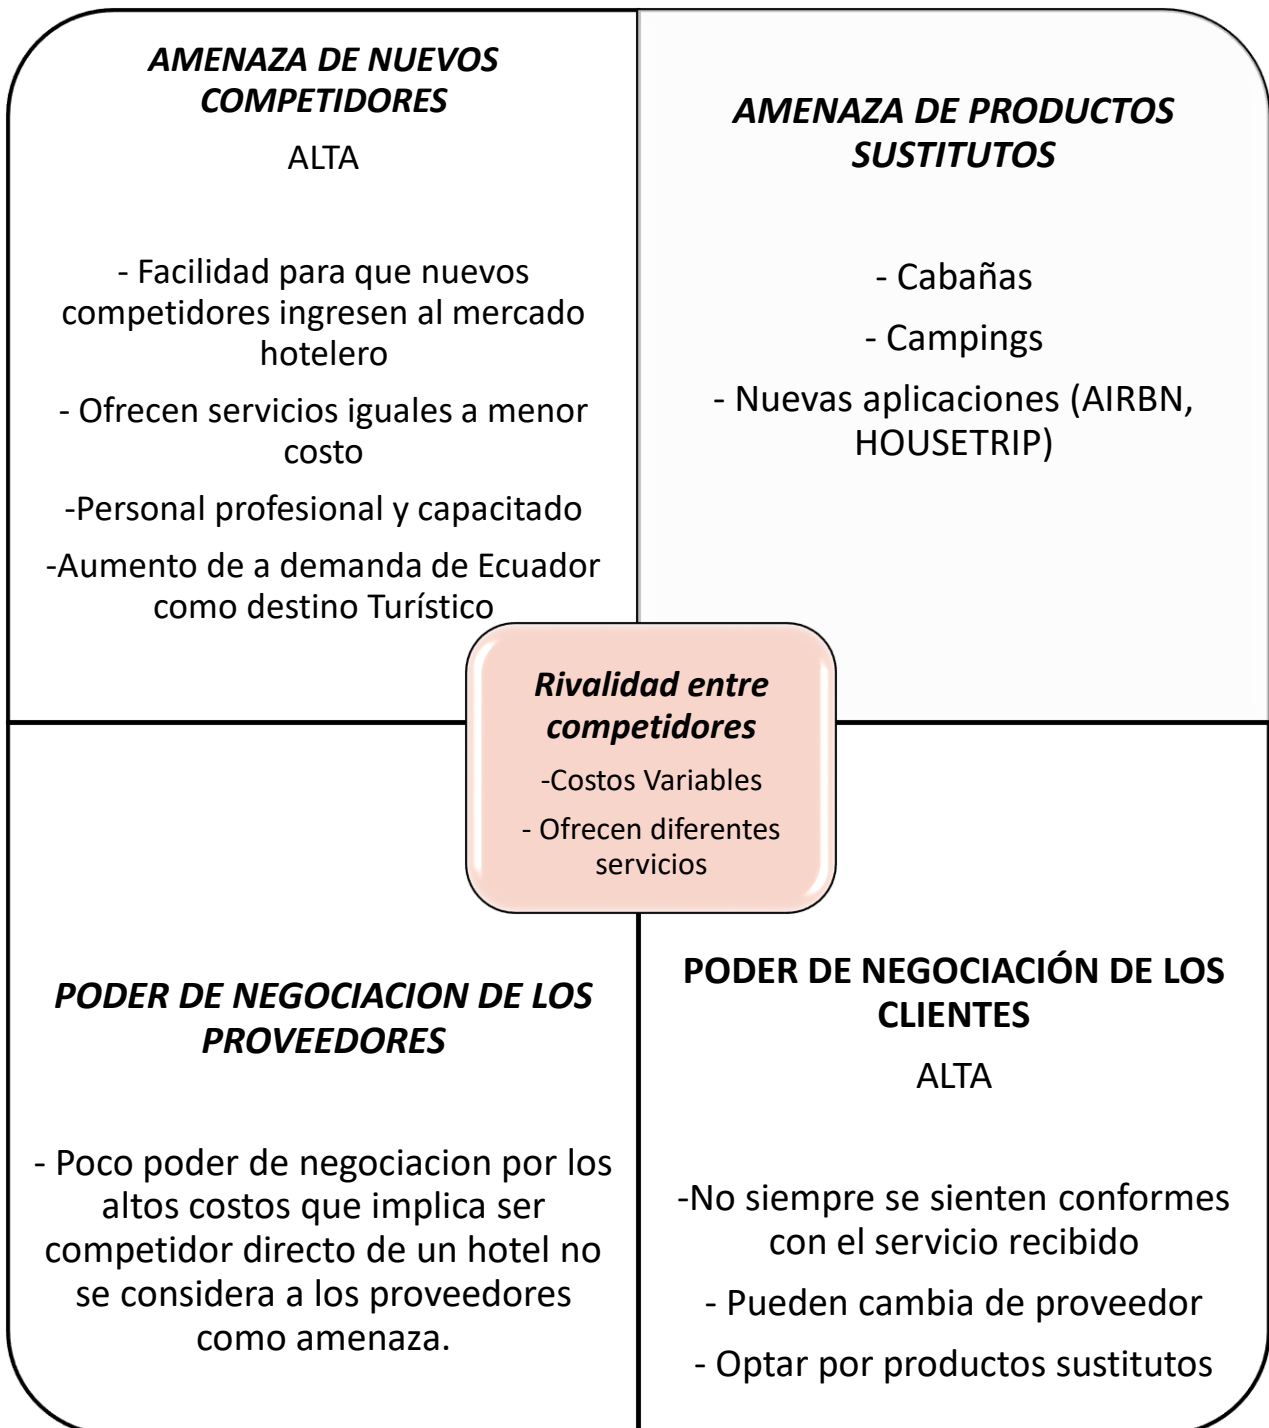 AMENAZA DE NUEVOS
COMPETIDORES
ALTA
- Facilidad para que nuevos
competidores ingresen al mercado
hotelero
- Ofrecen servicios iguales a menor
costo
-Personal profesional y capacitado
-Aumento de a demanda de Ecuador
como destino Turístico
AMENAZA DE PRODUCTOS
SUSTITUTOS
- Cabañas
- Campings
- Nuevas aplicaciones (AIRBN,
HOUSETRIP)
Rivalidad entre
competidores
-Costos Variables
- Ofrecen diferentes
servicios
PODER DE NEGOCIACION DE LOS
PROVEEDORES
- Poco poder de negociacion por los
altos costos que implica ser
competidor directo de un hotel no
se considera a los proveedores
como amenaza.
PODER DE NEGOCIACIÓN DE LOS
CLIENTES
ALTA
-No siempre se sienten conformes
con el servicio recibido
- Pueden cambia de proveedor
- Optar por productos sustitutos